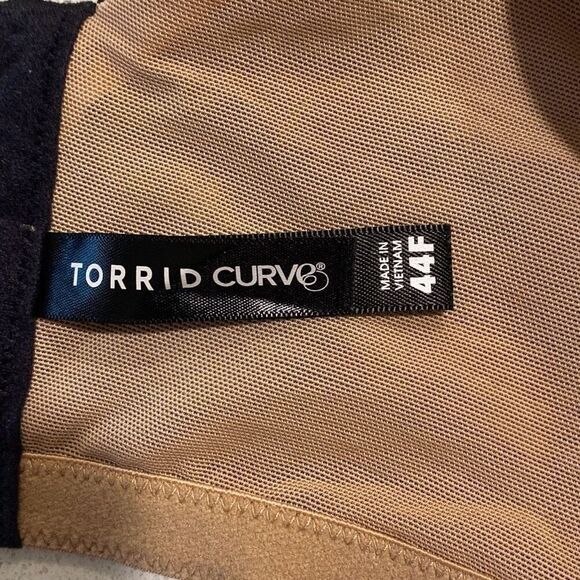 TORRID CURVE®
MADE IN
VIETNAM
44F